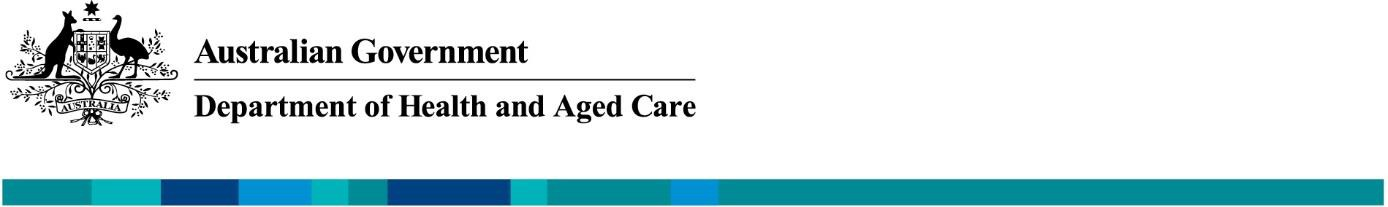 Australian Government
Department of Health and Aged Care
AUSTRALIA